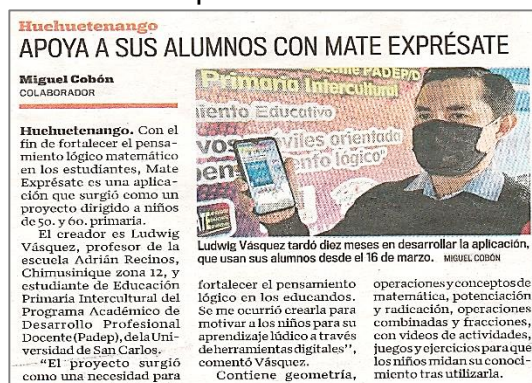 Huehuetenango
APOYA A SUS ALUMNOS CON MATE EXPRÉSATE
Miguel Cobón
COLABORADOR
Huehuetenango. Con el
fin de fortalecer el pensa-
miento lógico matemático
en los estudiantes, Mate
Exprésate es una aplica-
ción que surgió como un
proyecto dirigido a niños
de 5o. y 6o. primaria.
El creador es Ludwig
Vásquez, profesor de la
escuela Adrián Recinos,
Chimusinique zona 12, y
estudiante de Educación
Primaria Intercultural del
Programa Académico de
Desarrollo Profesional
Docente (Padep), de la Uni-
versidad de San Carlos.
“El proyecto surgió
como una necesidad para
PADEP/D
Primaria Intercultural
iento Educativo
vos viles orientada
pen ento lógico"
Ludwig Vásquez tardó diez meses en desarrollar la aplicación,
que usan sus alumnos desde el 16 de marzo. MIGUEL COBÓN
fortalecer el pensamiento
lógico en los educandos.
Se me ocurrió crearla para
motivar a los niños para su
aprendizaje lúdico a través
de herramientas digitales”,
comentó Vásquez.
Contiene geometría,
operaciones y conceptos de
matemática, potenciación
y radicación, operaciones
combinadas y fracciones,
con videos de actividades,
juegos y ejercicios para que
los niños midan su conoci-
miento tras utilizarla.